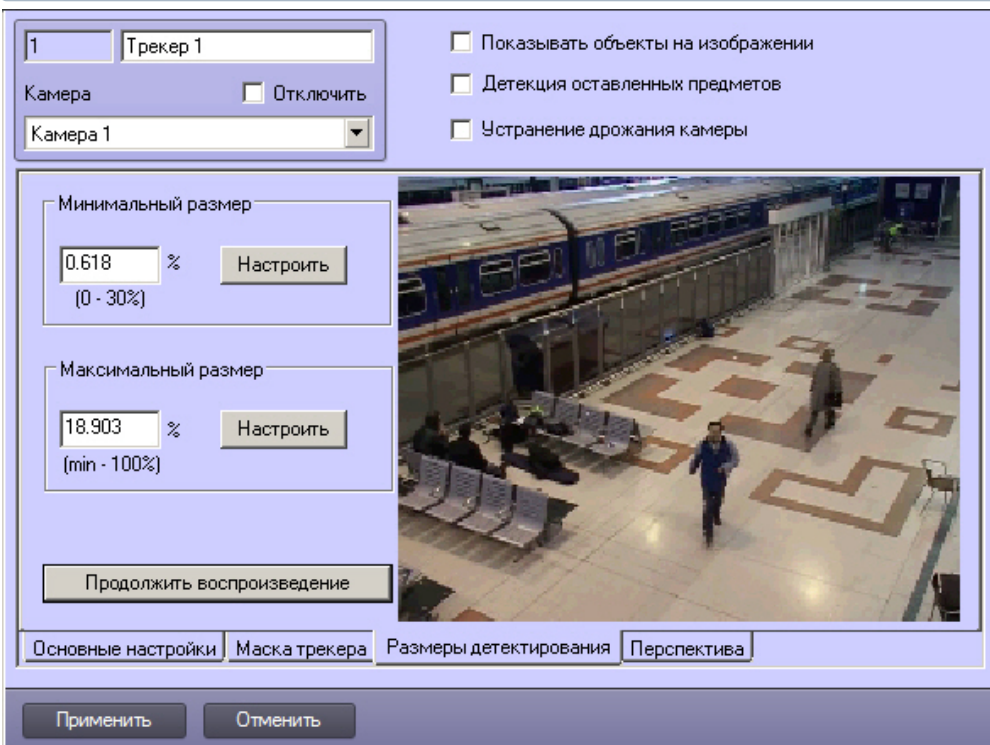 1
Трекер 1
Показывать объекты на изображении
Камера
Отключить
Детекция оставленных предметов
Камера 1
Устранение дрожания камеры
Минимальный размер
0.618 %
Настроить
(0 - 30%)
Максимальный размер
18.903 %
Настроить
(min - 100%)
Продолжить воспроизведение
Основные настройки
Маска трекера
Размеры детектирования
Перспектива
Применить
Отменить